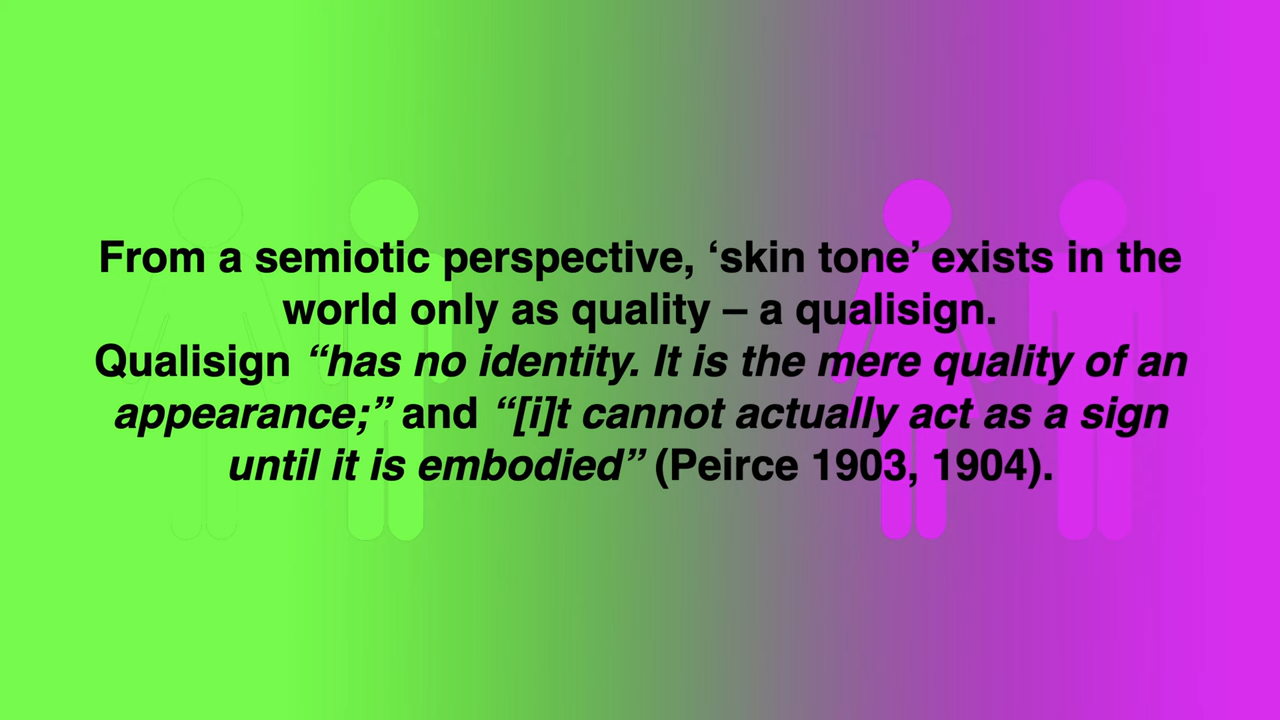 From a semiotic perspective, ‘skin tone’ exists in the
world only as quality – a qualisign.
Qualisign “has no identity. It is the mere quality of an
appearance;” and “[i]t cannot actually act as a sign
until it is embodied” (Peirce 1903, 1904).